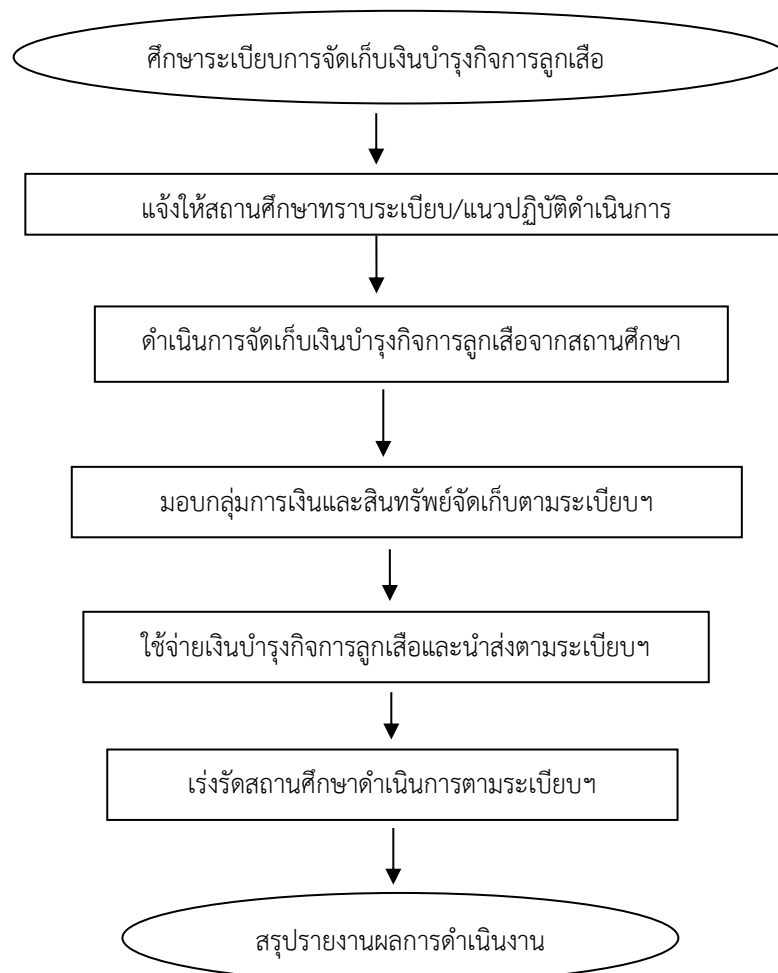 ศึกษาระเบียบการจัดเก็บเงินบำรุงกิจการลูกเสือ
แจ้งให้สถานศึกษาทราบระเบียบ/แนวปฏิบัติดำเนินการ
ดำเนินการจัดเก็บเงินบำรุงกิจการลูกเสือจากสถานศึกษา
มอบกลุ่มการเงินและสินทรัพย์จัดเก็บตามระเบียบฯ
ใช้จ่ายเงินบำรุงกิจการลูกเสือและนำส่งตามระเบียบฯ
เร่งรัดสถานศึกษาดำเนินการตามระเบียบฯ
สรุปรายงานผลการดำเนินงาน